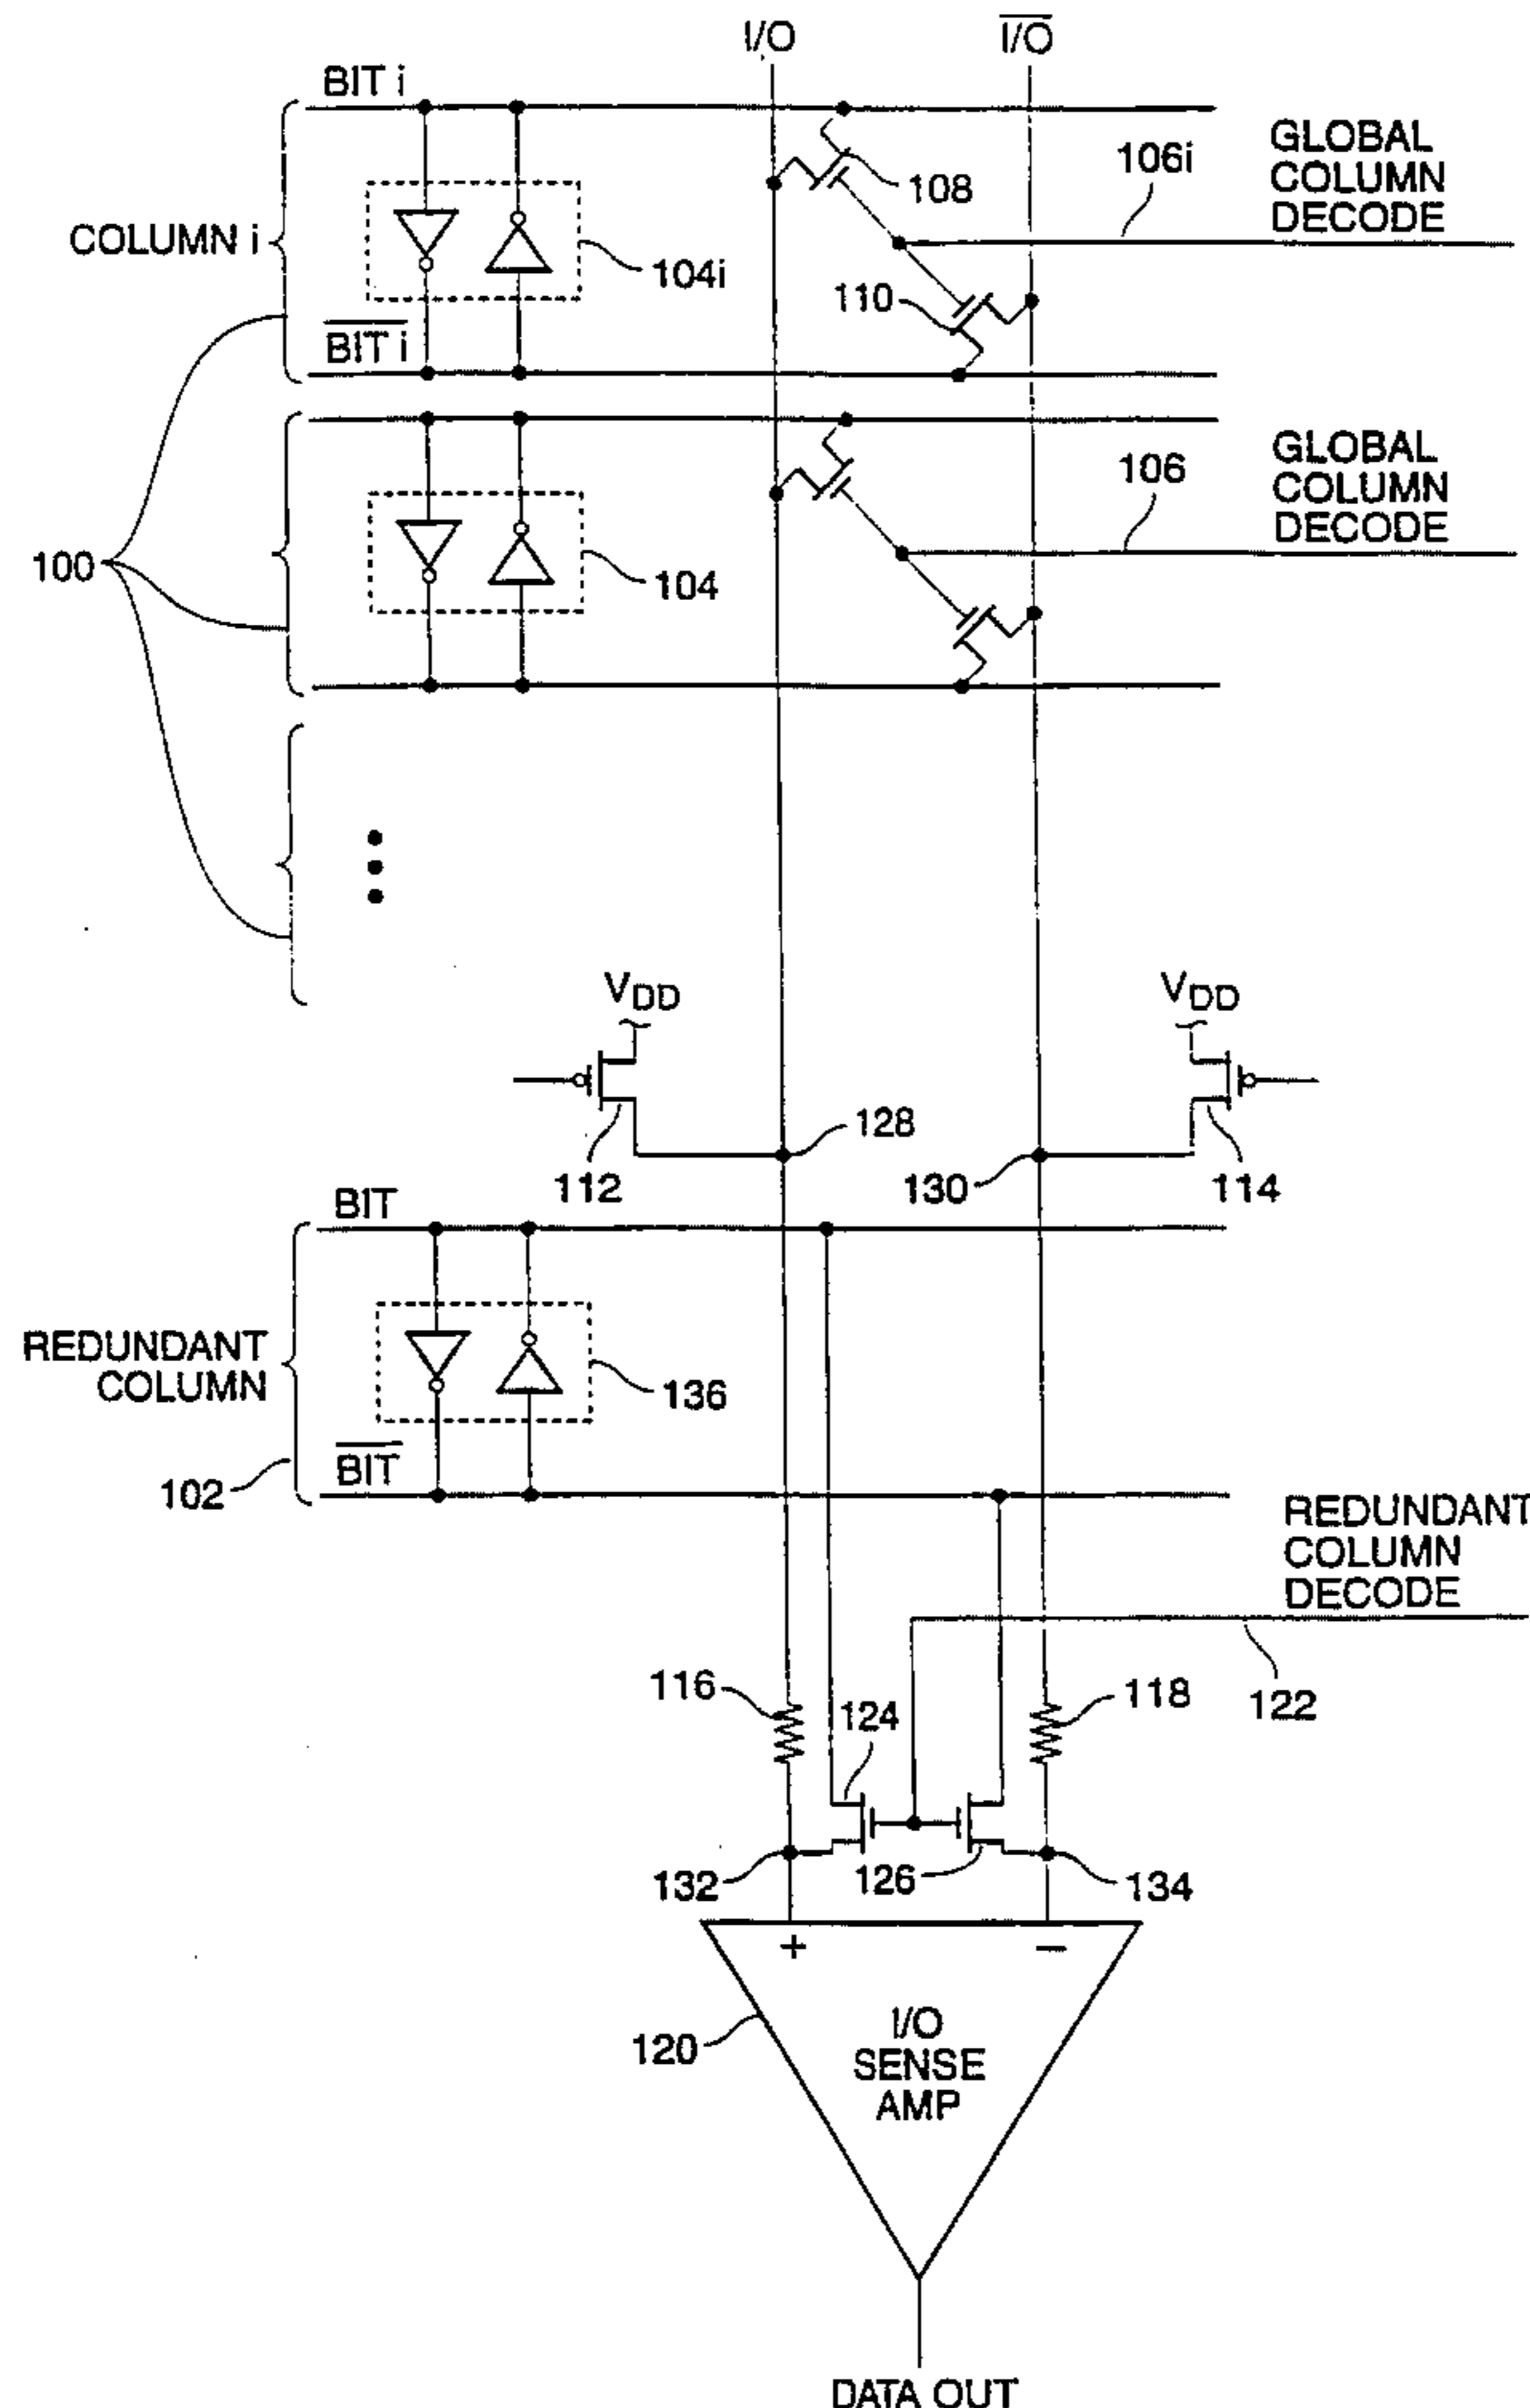 I/O
I/O
BIT i
GLOBAL
COLUMN
DECODE
106i
108
COLUMN i
104i
110
BIT i
GLOBAL
COLUMN
DECODE
106
100
104
VDD
VDD
128
112
130
114
BIT
REDUNDANT
COLUMN
136
BIT
102
REDUNDANT
COLUMN
DECODE
116
118
122
124
132
126
134
+
−
I/O
SENSE
AMP
120
DATA OUT